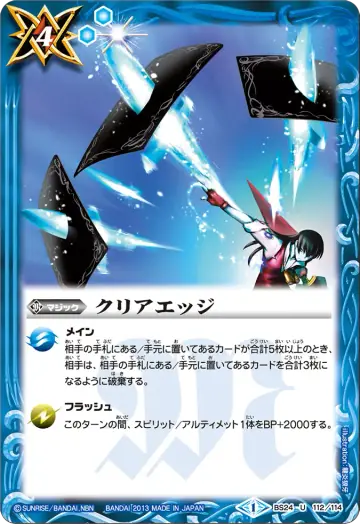 4
マジック クリアエッジ
メイン
相手の手札にある/手元に置いてあるカードが合計5枚以上のとき、
相手は、相手の手札にある/手元に置いてあるカードを合計3枚に
なるように破棄する。
フラッシュ
このターンの間、スピリット/アルティメット1体をBP+2000する。
©SUNRISE/BANDAI,NBN BANDAI 2013 MADE IN JAPAN
1 BS24 - U 112/114